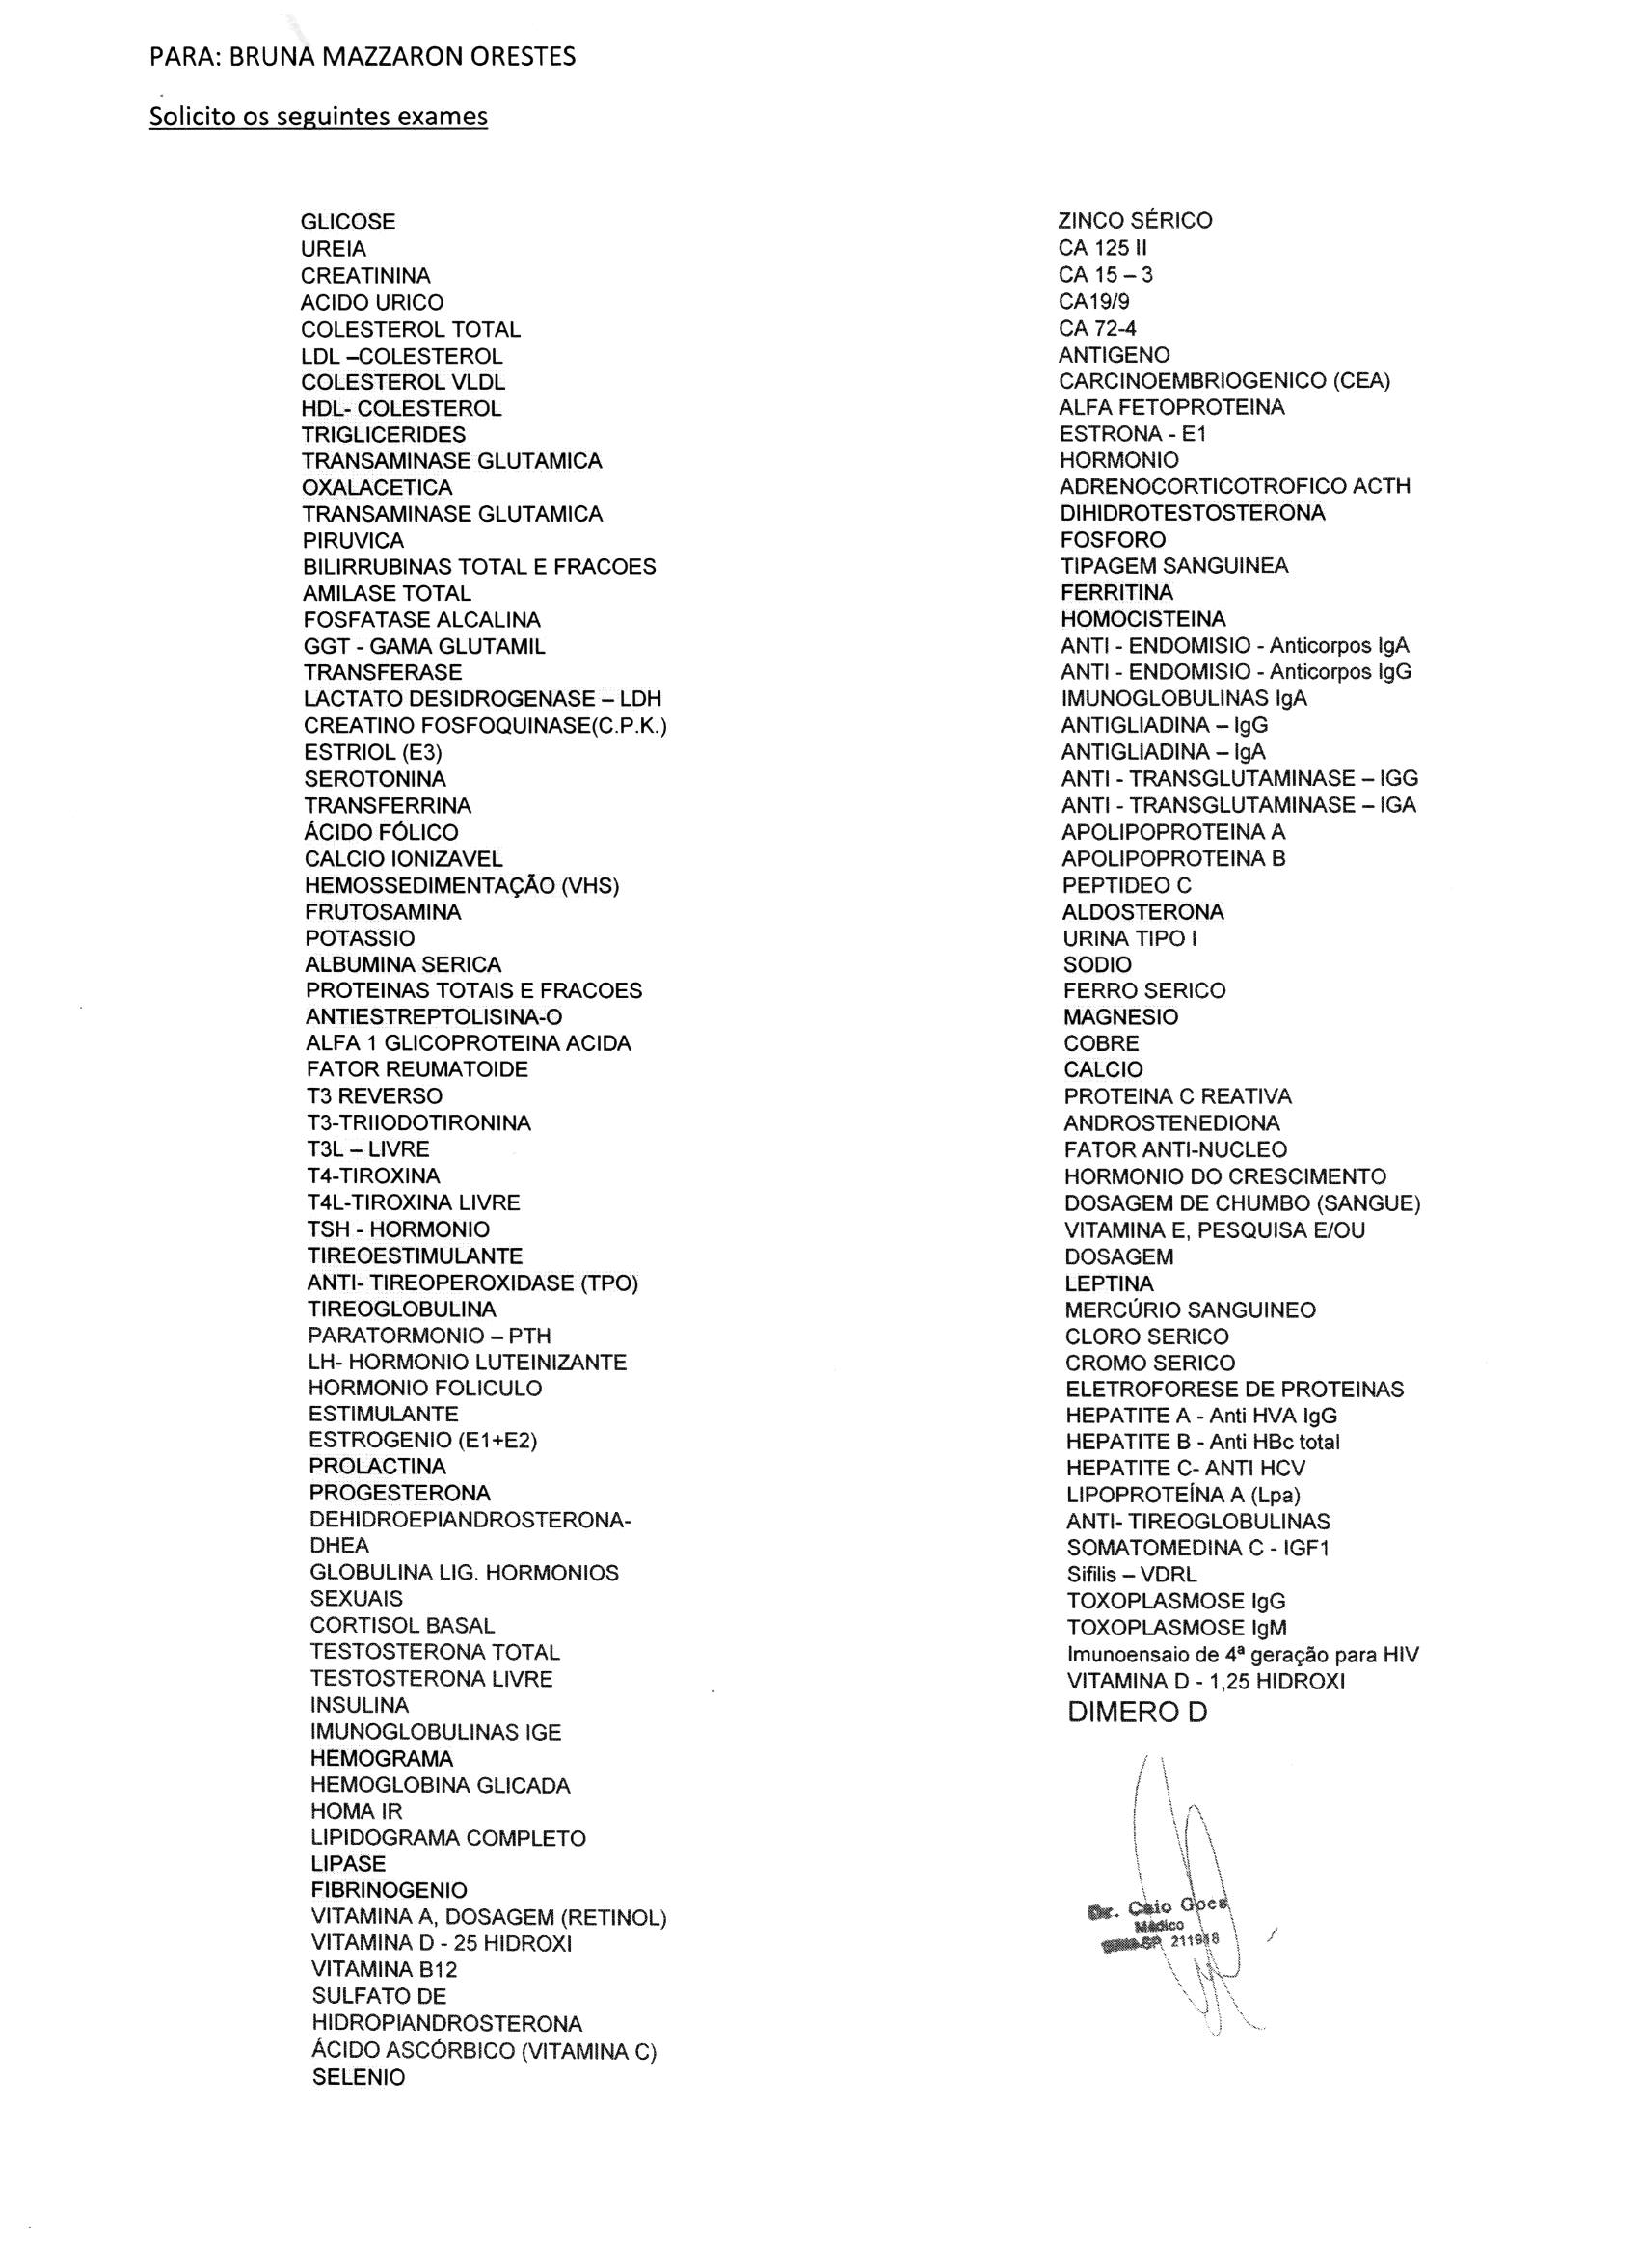 PARA: BRUNA MAZZARON ORESTES
Solicito os seguintes exames
GLICOSE
UREIA
CREATININA
ACIDO URICO
COLESTEROL TOTAL
LDL –COLESTEROL
COLESTEROL VLDL
HDL- COLESTEROL
TRIGLICERIDES
TRANSAMINASE GLUTAMICA
OXALACETICA
TRANSAMINASE GLUTAMICA
PIRUVICA
BILIRRUBINAS TOTAL E FRACOES
AMILASE TOTAL
FOSFATASE ALCALINA
GGT - GAMA GLUTAMIL
TRANSFERASE
LACTATO DESIDROGENASE – LDH
CREATINO FOSFOQUINASE(C.P.K.)
ESTRIOL (E3)
SEROTONINA
TRANSFERRINA
ÁCIDO FÓLICO
CALCIO IONIZAVEL
HEMOSSEDIMENTAÇÃO (VHS)
FRUTOSAMINA
POTASSIO
ALBUMINA SERICA
PROTEINAS TOTAIS E FRACOES
ANTIESTREPTOLISINA-O
ALFA 1 GLICOPROTEINA ACIDA
FATOR REUMATOIDE
T3 REVERSO
T3-TRIIODOTIRONINA
T3L – LIVRE
T4-TIROXINA
T4L-TIROXINA LIVRE
TSH - HORMONIO
TIREOESTIMULANTE
ANTI- TIREOPEROXIDASE (TPO)
TIREOGLOBULINA
PARATORMONIO – PTH
LH- HORMONIO LUTEINIZANTE
HORMONIO FOLICULO
ESTIMULANTE
ESTROGENIO (E1+E2)
PROLACTINA
PROGESTERONA
DEHIDROEPIANDROSTERONA-
DHEA
GLOBULINA LIG. HORMONIOS
SEXUAIS
CORTISOL BASAL
TESTOSTERONA TOTAL
TESTOSTERONA LIVRE
INSULINA
IMUNOGLOBULINAS IGE
HEMOGRAMA
HEMOGLOBINA GLICADA
HOMA IR
LIPIDOGRAMA COMPLETO
LIPASE
FIBRINOGENIO
VITAMINA A, DOSAGEM (RETINOL)
VITAMINA D - 25 HIDROXI
VITAMINA B12
SULFATO DE
HIDROPIANDROSTERONA
ÁCIDO ASCÓRBICO (VITAMINA C)
SELENIO
ZINCO SÉRICO
CA 125 II
CA 15 – 3
CA19/9
CA 72-4
ANTIGENO
CARCINOEMBRIOGENICO (CEA)
ALFA FETOPROTEINA
ESTRONA - E1
HORMONIO
ADRENOCORTICOTROFICO ACTH
DIHIDROTESTOSTERONA
FOSFORO
TIPAGEM SANGUINEA
FERRITINA
HOMOCISTEINA
ANTI - ENDOMISIO - Anticorpos IgA
ANTI - ENDOMISIO - Anticorpos IgG
IMUNOGLOBULINAS IgA
ANTIGLIADINA – IgG
ANTIGLIADINA – IgA
ANTI - TRANSGLUTAMINASE – IGG
ANTI - TRANSGLUTAMINASE – IGA
APOLIPOPROTEINA A
APOLIPOPROTEINA B
PEPTIDEO C
ALDOSTERONA
URINA TIPO I
SODIO
FERRO SERICO
MAGNESIO
COBRE
CALCIO
PROTEINA C REATIVA
ANDROSTENEDIONA
FATOR ANTI-NUCLEO
HORMONIO DO CRESCIMENTO
DOSAGEM DE CHUMBO (SANGUE)
VITAMINA E, PESQUISA E/OU
DOSAGEM
LEPTINA
MERCÚRIO SANGUINEO
CLORO SERICO
CROMO SERICO
ELETROFORESE DE PROTEINAS
HEPATITE A - Anti HVA IgG
HEPATITE B - Anti HBc total
HEPATITE C- ANTI HCV
LIPOPROTEÍNA A (Lpa)
ANTI- TIREOGLOBULINAS
SOMATOMEDINA C - IGF1
Sifilis – VDRL
TOXOPLASMOSE IgG
TOXOPLASMOSE IgM
Imunoensaio de 4ª geração para HIV
VITAMINA D - 1,25 HIDROXI
DIMERO D
Dr. Caio Goes
Médico
SP 211918